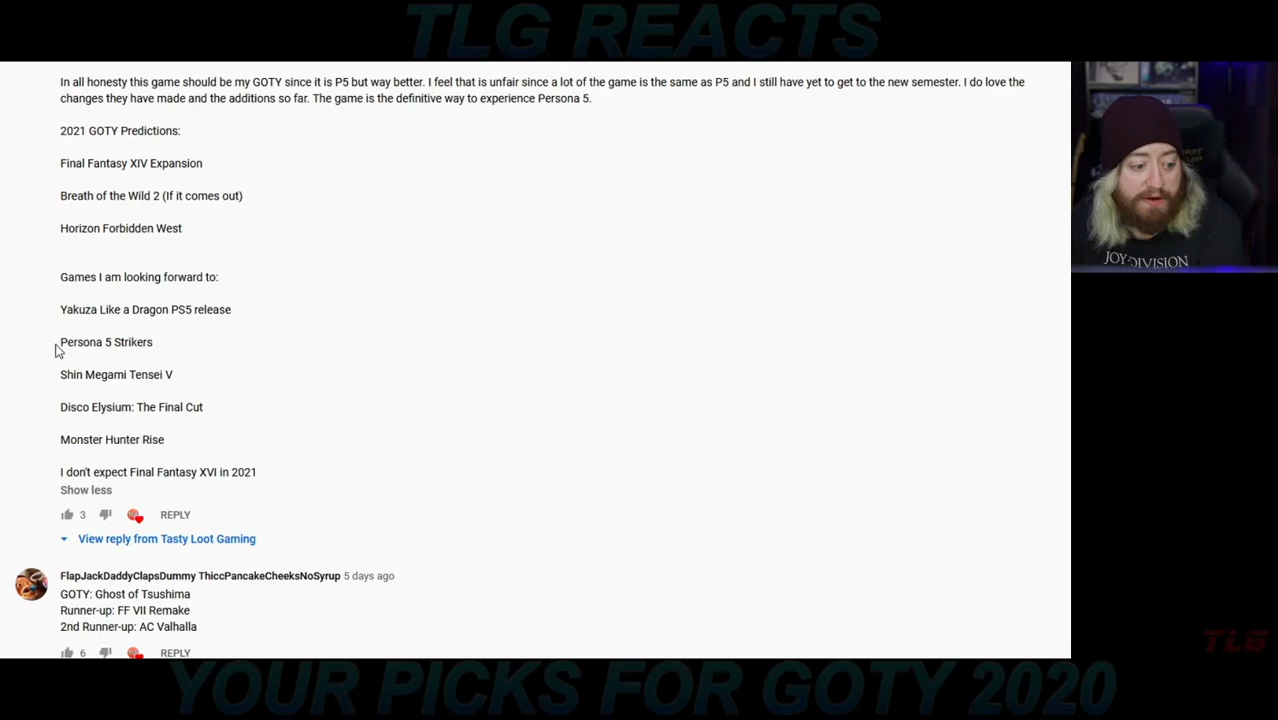 TLG REACTS
In all honesty this game should be my GOTY since it is P5 but way better. I feel that is unfair since a lot of the game is the same as P5 and I still have yet to get to the new semester. I do love the
changes they have made and the additions so far. The game is the definitive way to experience Persona 5.
2021 GOTY Predictions:
Final Fantasy XIV Expansion
Breath of the Wild 2 (If it comes out)
Horizon Forbidden West
Games I am looking forward to:
Yakuza Like a Dragon PS5 release
Persona 5 Strikers
Shin Megami Tensei V
Disco Elysium: The Final Cut
Monster Hunter Rise
I don't expect Final Fantasy XVI in 2021
Show less
3 REPLY
View reply from Tasty Loot Gaming
FlapJackDaddyClapsDummy ThiccPancakeCheeksNoSyrup 5 days ago
GOTY: Ghost of Tsushima
Runner-up: FF VII Remake
2nd Runner-up: AC Valhalla
6 REPLY
JOY DIVISION
TLG
YOUR PICKS FOR GOTY 2020